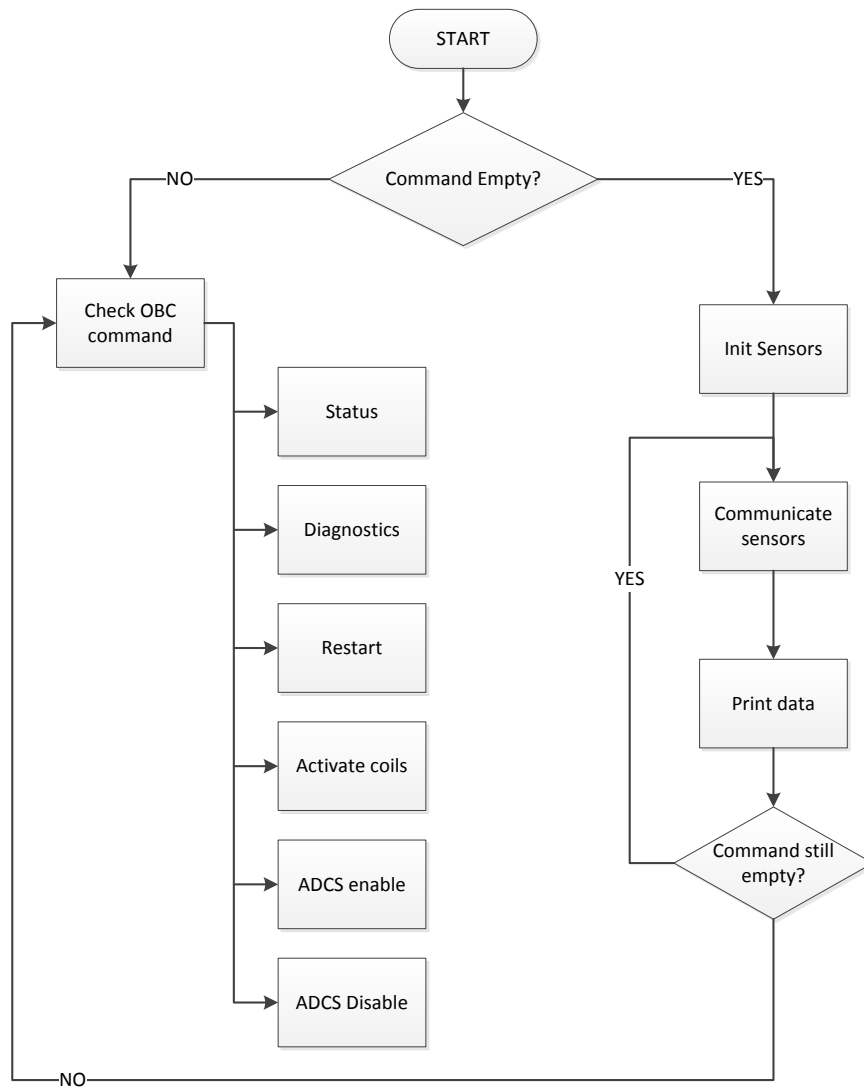 START
Command Empty?
NO
YES
Check OBC
command
Init Sensors
Status
Communicate
sensors
Diagnostics
YES
Restart
Print data
Activate coils
Command still
empty?
ADCS enable
ADCS Disable
NO